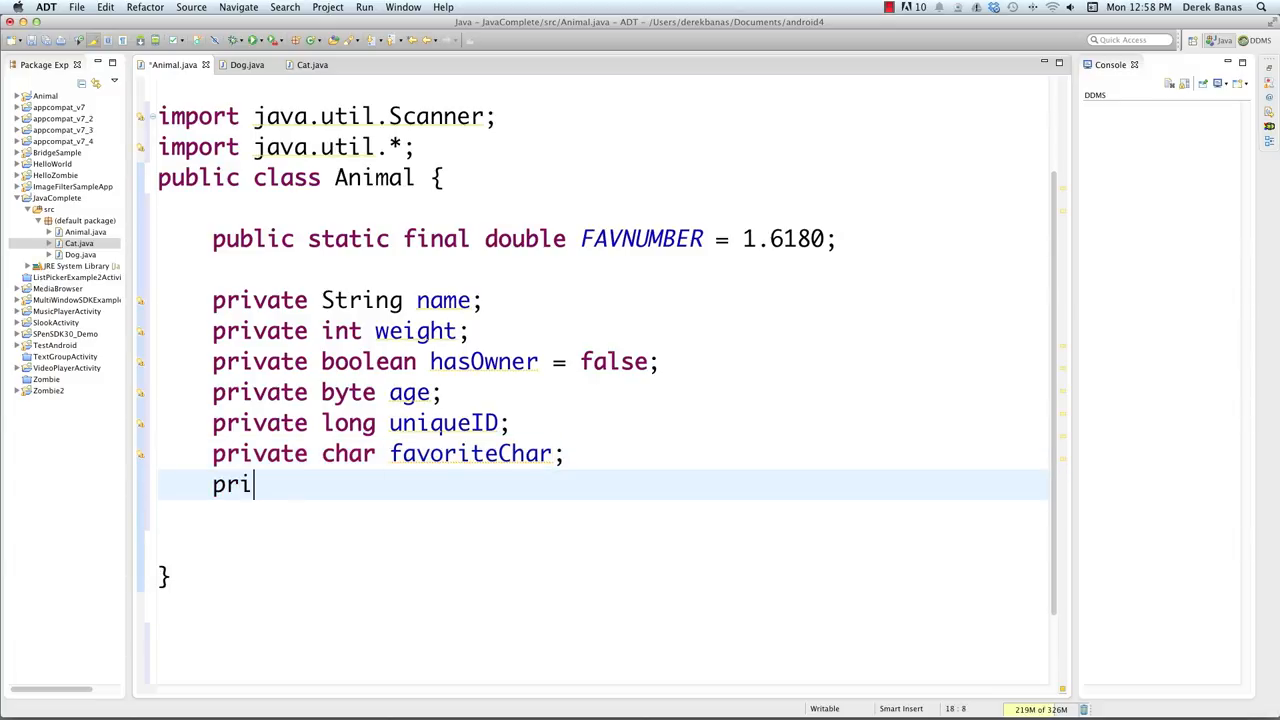 ADT File Edit Refactor Source Navigate Search Project Run Window Help 10 Mon 12:58 PM Derek Banas
Java - JavaComplete/src/Animal.java - ADT - /Users/derekbanas/Documents/android4
Quick Access Java DDMS
Package Exp *Animal.java Dog.java Cat.java Console
DDMS
Animal
appcompat_v7
appcompat_v7_2
appcompat_v7_3
appcompat_v7_4
BridgeSample
HelloWorld
HelloZombie
ImageFilterSampleApp
JavaComplete
src
(default package)
Animal.java
Cat.java
Dog.java
JRE System Library [Ja
ListPickerExample2Activi
MediaBrowser
MultiWindowSDKExample
MusicPlayerActivity
SlookActivity
SPenSDK30_Demo
TestAndroid
TextGroupActivity
VideoPlayerActivity
Zombie
Zombie2
import java.util.Scanner;
import java.util.*;
public class Animal {
public static final double FAVNUMBER = 1.6180;
private String name;
private int weight;
private boolean hasOwner = false;
private byte age;
private long uniqueID;
private char favoriteChar;
pri
}
Writable Smart Insert 18 : 8 219M of 326M